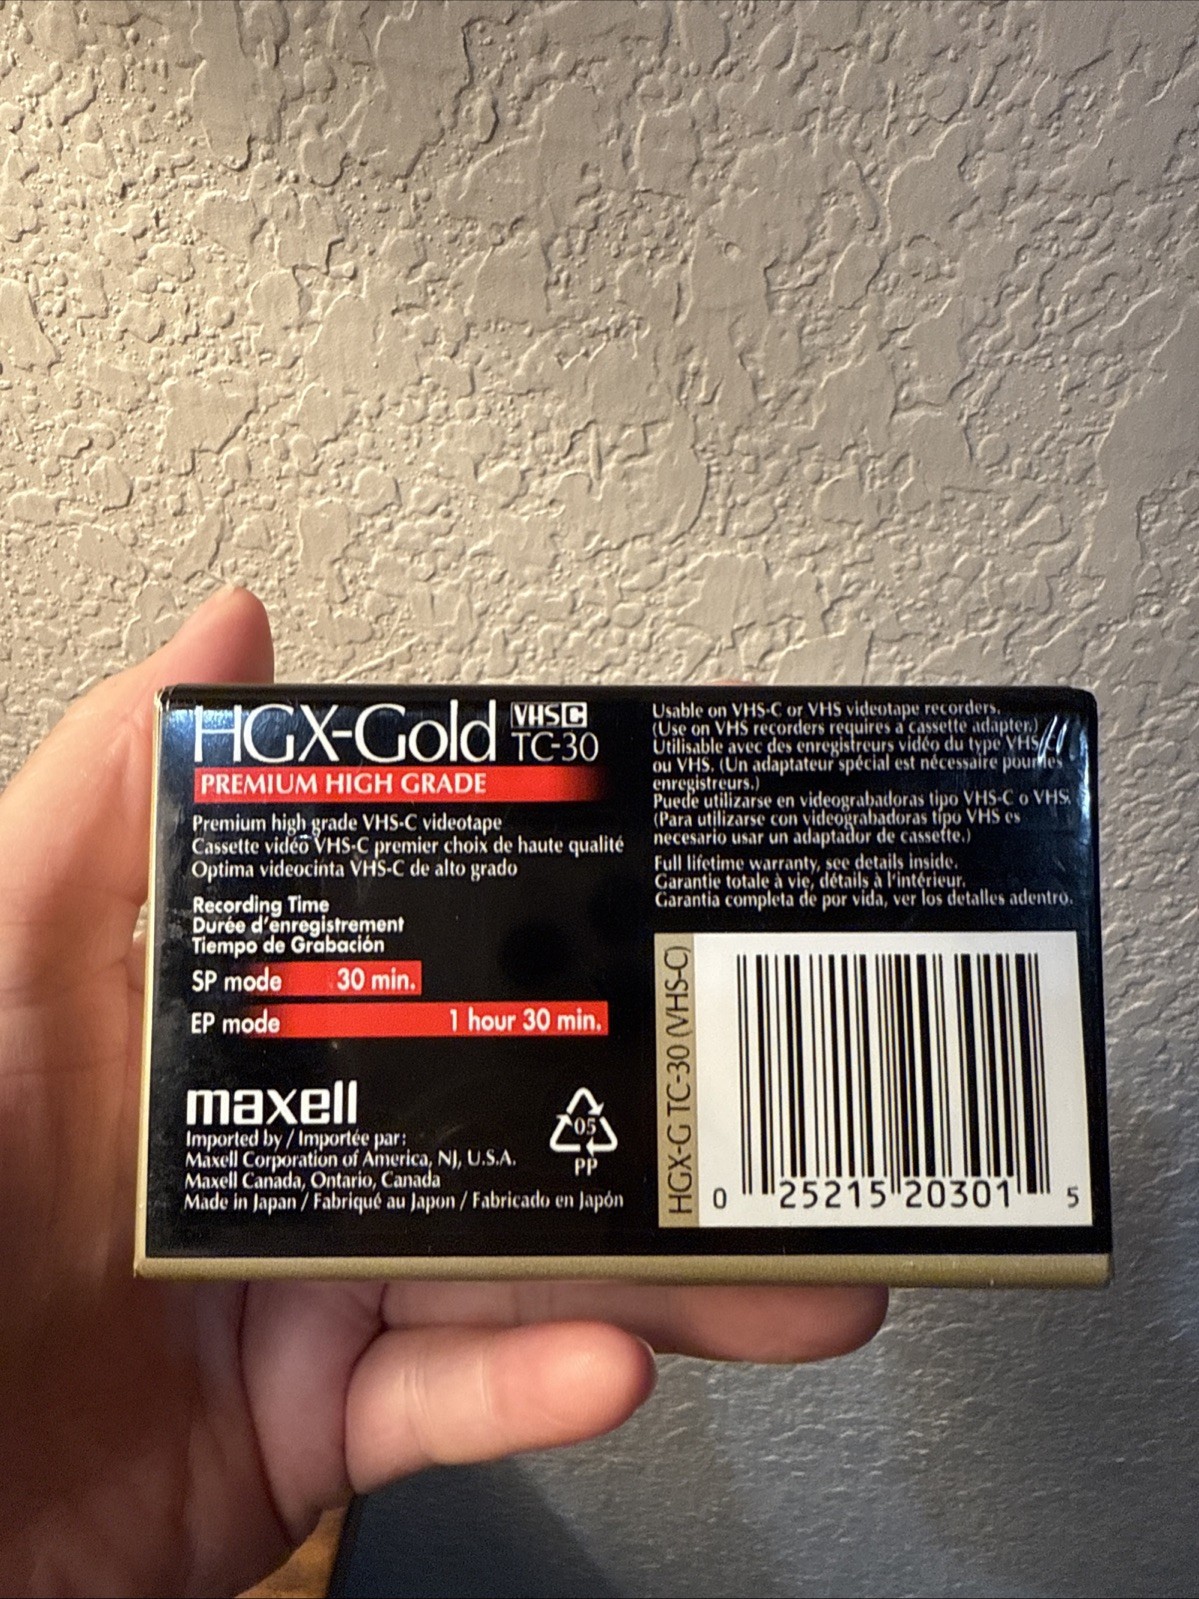 HGX-Gold VHSC
TC-30
PREMIUM HIGH GRADE
Premium high grade VHS-C videotape
Cassette vidéo VHS-C premier choix de haute qualité
Optima videocinta VHS-C de alto grado
Recording Time
Durée d'enregistrement
Tiempo de Grabación
SP mode 30 min.
EP mode 1 hour 30 min.
maxell
Imported by / Importée par:
Maxell Corporation of America, NJ, U.S.A.
Maxell Canada, Ontario, Canada
Made in Japan / Fabriqué au Japon / Fabricado en Japón
05
PP
Usable on VHS-C or VHS videotape recorders.
(Use on VHS recorders requires a cassette adapter.)
Utilisable avec des enregistreurs vidéo du type VHS
ou VHS. (Un adaptateur spécial est nécessaire pour les
enregistreurs.)
Puede utilizarse en videograbadoras tipo VHS-C o VHS.
(Para utilizarse con videograbadoras tipo VHS es
necesario usar un adaptador de cassette.)
Full lifetime warranty, see details inside.
Garantie totale à vie, détails à l'intérieur.
Garantia completa de por vida, ver los detalles adentro.
HGX-G TC-30 (VHS-C)
0 25215 20301 5